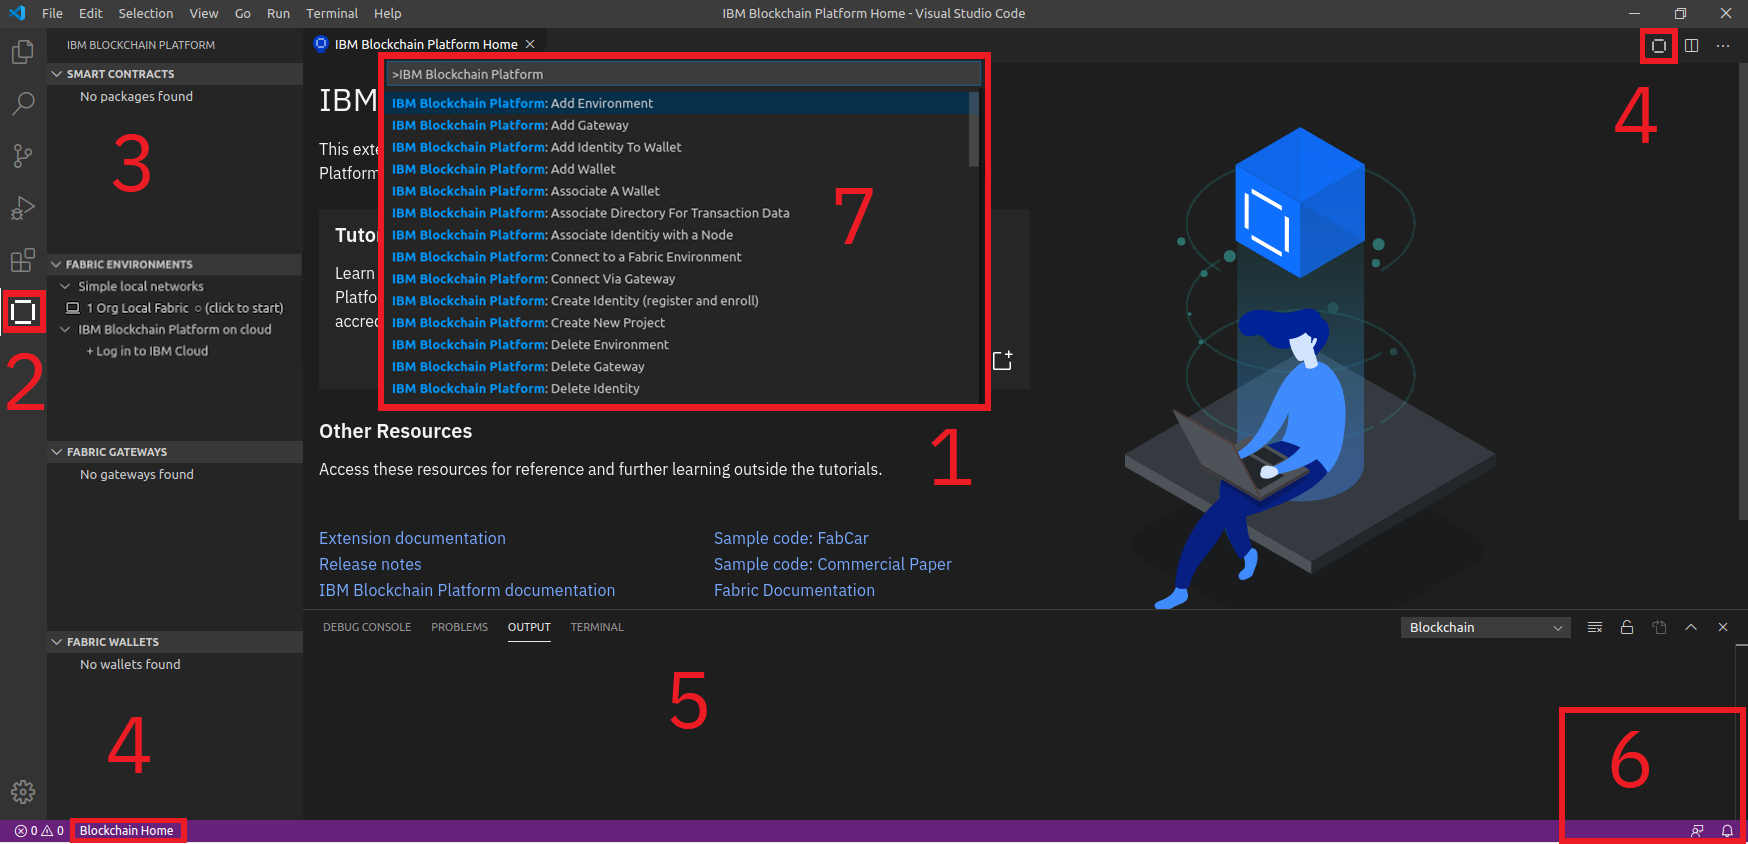 File Edit Selection View Go Run Terminal Help
IBM Blockchain Platform Home - Visual Studio Code
IBM BLOCKCHAIN PLATFORM
IBM Blockchain Platform Home
4
SMART CONTRACTS
No packages found
3
FABRIC ENVIRONMENTS
Simple local networks
1 Org Local Fabric ○ (click to start)
IBM Blockchain Platform on cloud
+ Log in to IBM Cloud
2
FABRIC GATEWAYS
No gateways found
FABRIC WALLETS
No wallets found
4
>IBM Blockchain Platform
IBM Blockchain Platform: Add Environment
IBM Blockchain Platform: Add Gateway
IBM Blockchain Platform: Add Identity To Wallet
IBM Blockchain Platform: Add Wallet
IBM Blockchain Platform: Associate A Wallet
IBM Blockchain Platform: Associate Directory For Transaction Data
IBM Blockchain Platform: Associate Identitiy with a Node
IBM Blockchain Platform: Connect to a Fabric Environment
IBM Blockchain Platform: Connect Via Gateway
IBM Blockchain Platform: Create Identity (register and enroll)
IBM Blockchain Platform: Create New Project
IBM Blockchain Platform: Delete Environment
IBM Blockchain Platform: Delete Gateway
IBM Blockchain Platform: Delete Identity
7
IBM
This
Platform
Learn
Other Resources
1
Access these resources for reference and further learning outside the tutorials.
Extension documentation
Sample code: FabCar
Release notes
Sample code: Commercial Paper
IBM Blockchain Platform documentation
Fabric Documentation
DEBUG CONSOLE PROBLEMS OUTPUT TERMINAL
Blockchain
5
6
0 0 Blockchain Home